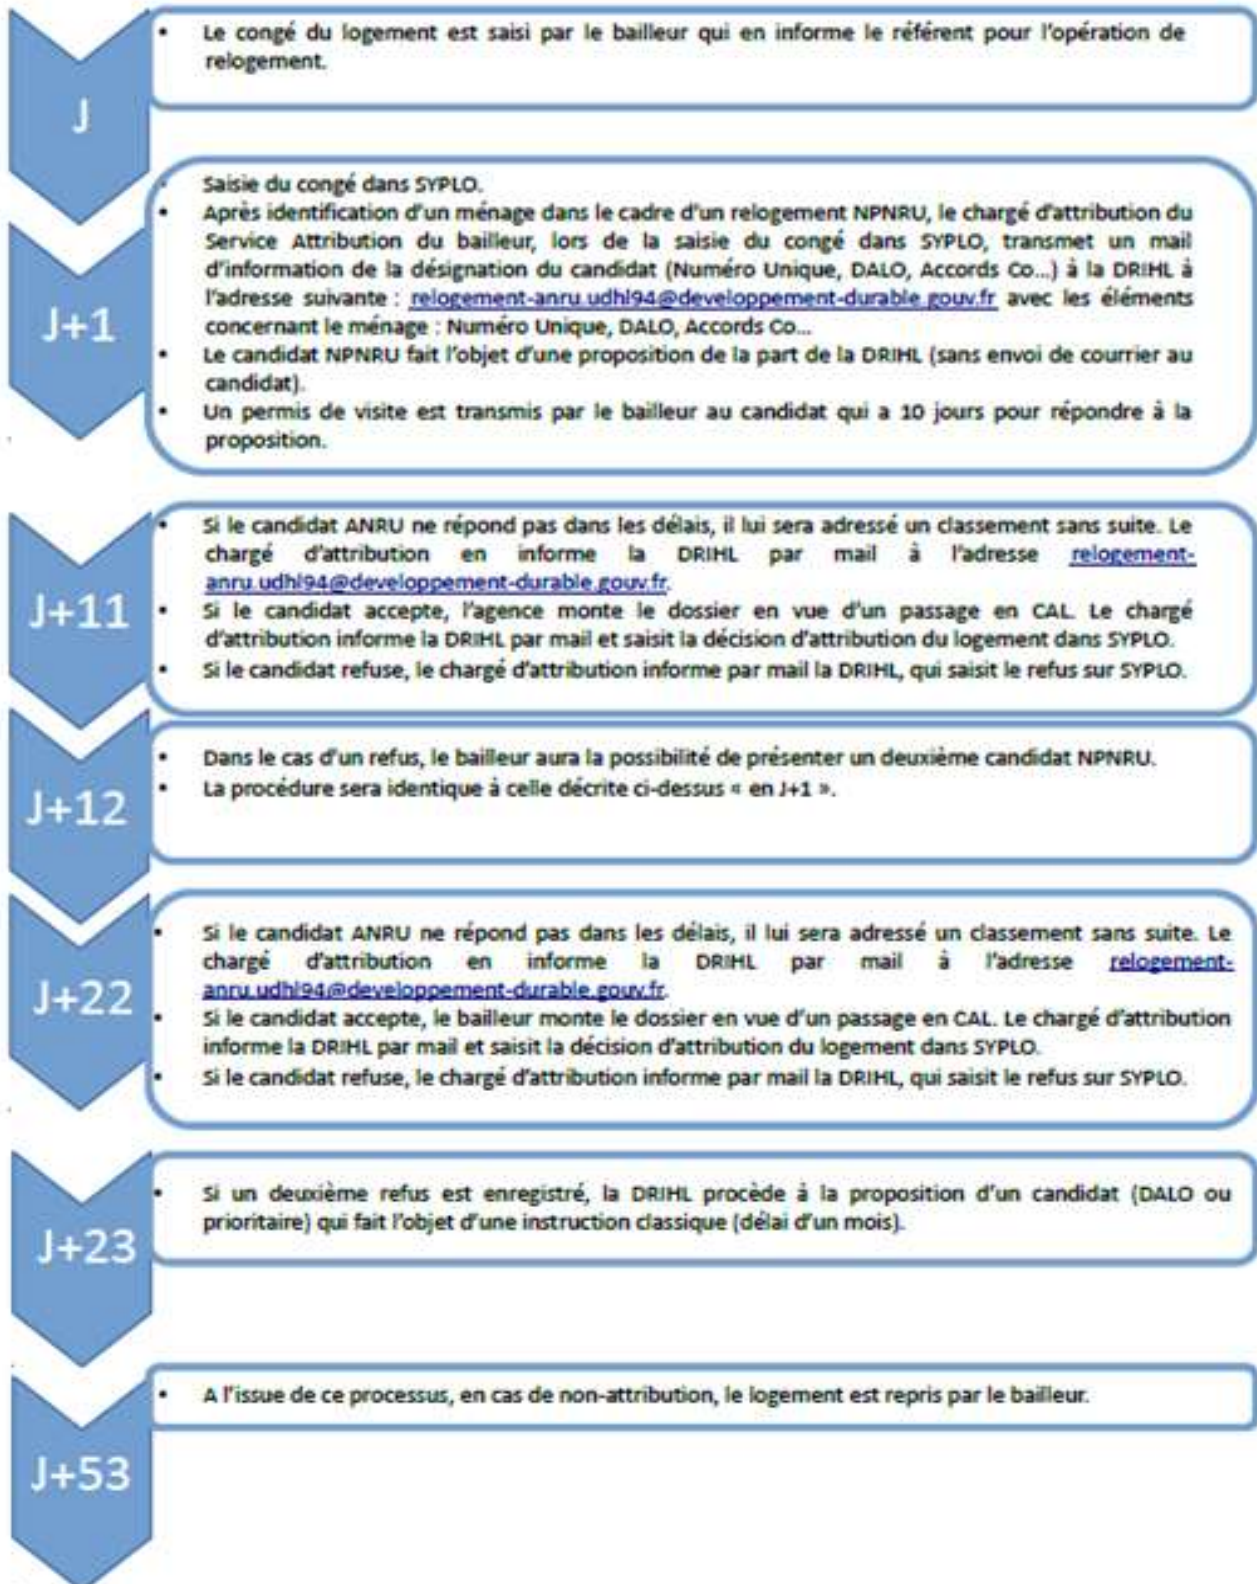 • Le congé du logement est saisi par le bailleur qui en informe le référent pour l'opération de
relogement.
J
• Saisie du congé dans SYPLO.
• Après identification d'un ménage dans le cadre d'un relogement NPNRU, le chargé d'attribution du
Service Attribution du bailleur, lors de la saisie du congé dans SYPLO, transmet un mail
d'information de la désignation du candidat (Numéro Unique, DALO, Accords Co...) à la DRIHL à
l'adresse suivante : relogement-anru.udhl94@developpement-durable.gouv.fr avec les éléments
concernant le ménage : Numéro Unique, DALO, Accords Co...
J+1
• Le candidat NPNRU fait l'objet d'une proposition de la part de la DRIHL (sans envoi de courrier au
candidat).
• Un permis de visite est transmis par le bailleur au candidat qui a 10 jours pour répondre à la
proposition.
• Si le candidat ANRU ne répond pas dans les délais, il lui sera adressé un classement sans suite. Le
chargé d'attribution en informe la DRIHL par mail à l'adresse relogement-
anru.udhl94@developpement-durable.gouv.fr.
J+11
• Si le candidat accepte, l'agence monte le dossier en vue d'un passage en CAL. Le chargé
d'attribution informe la DRIHL par mail et saisit la décision d'attribution du logement dans SYPLO.
• Si le candidat refuse, le chargé d'attribution informe par mail la DRIHL, qui saisit le refus sur SYPLO.
• Dans le cas d'un refus, le bailleur aura la possibilité de présenter un deuxième candidat NPNRU.
• La procédure sera identique à celle décrite ci-dessus « en J+1 ».
J+12
• Si le candidat ANRU ne répond pas dans les délais, il lui sera adressé un classement sans suite. Le
chargé d'attribution en informe la DRIHL par mail à l'adresse relogement-
anru.udhl94@developpement-durable.gouv.fr.
J+22
• Si le candidat accepte, le bailleur monte le dossier en vue d'un passage en CAL. Le chargé d'attribution
informe la DRIHL par mail et saisit la décision d'attribution du logement dans SYPLO.
• Si le candidat refuse, le chargé d'attribution informe par mail la DRIHL, qui saisit le refus sur SYPLO.
• Si un deuxième refus est enregistré, la DRIHL procède à la proposition d'un candidat (DALO ou
prioritaire) qui fait l'objet d'une instruction classique (délai d'un mois).
J+23
• A l'issue de ce processus, en cas de non-attribution, le logement est repris par le bailleur.
J+53